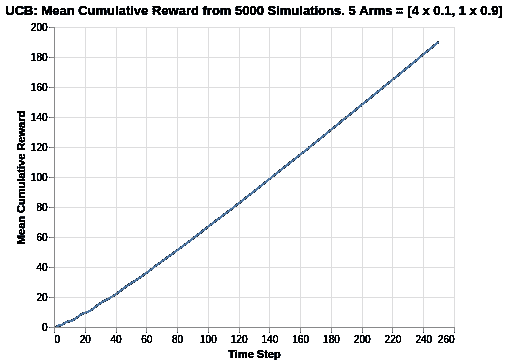 UCB: Mean Cumulative Reward from 5000 Simulations. 5 Arms = [4 x 0.1, 1 x 0.9]
200
180
160
140
120
100
80
60
40
20
0
Mean Cumulative Reward
0 20 40 60 80 100 120 140 160 180 200 220 240 260
Time Step